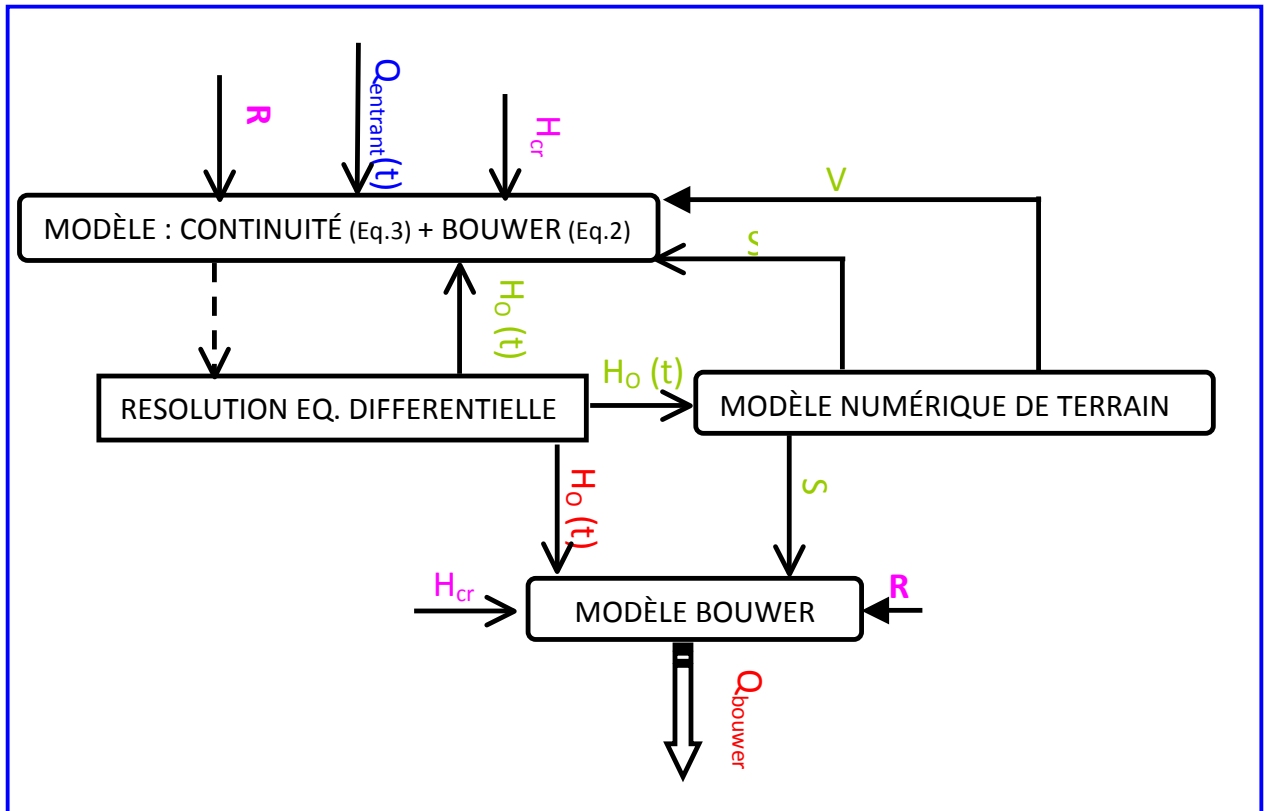 R
Qentrant(t)
Hcr
V
MODÈLE : CONTINUITÉ (Eq.3) + BOUWER (Eq.2)
S
HO (t)
HO (t)
RESOLUTION EQ. DIFFERENTIELLE
MODÈLE NUMÉRIQUE DE TERRAIN
HO (t)
S
Hcr
MODÈLE BOUWER
R
Qbouwer